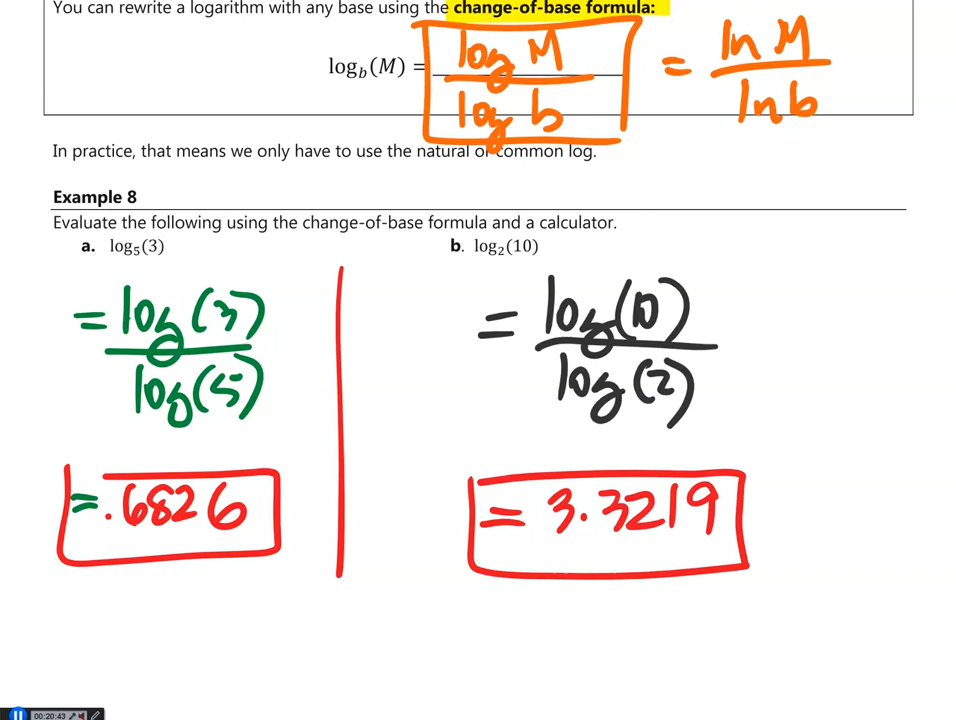 You can rewrite a logarithm with any base using the change-of-base formula:
log_b(M) = log M / log b = ln M / ln b
In practice, that means we only have to use the natural or common log.
Example 8
Evaluate the following using the change-of-base formula and a calculator.
a. log₅(3) b. log₂(10)
= log(3) / log(5) = log(10) / log(2)
= .6826 = 3.3219
00:20:43